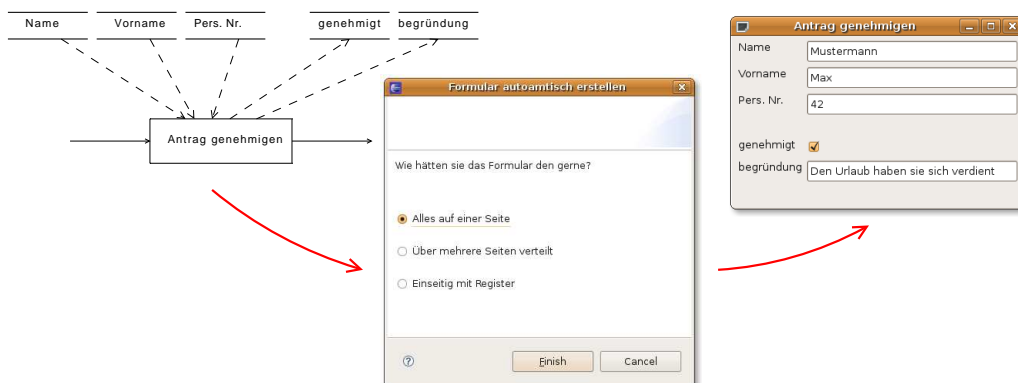 Name Vorname Pers. Nr. genehmigt begründung
Antrag genehmigen
Formular autoamtisch erstellen
Wie hätten sie das Formular den gerne?
Alles auf einer Seite
Über mehrere Seiten verteilt
Einseitig mit Register
Finish Cancel
Antrag genehmigen
Name Mustermann
Vorname Max
Pers. Nr. 42
genehmigt
begründung Den Urlaub haben sie sich verdient